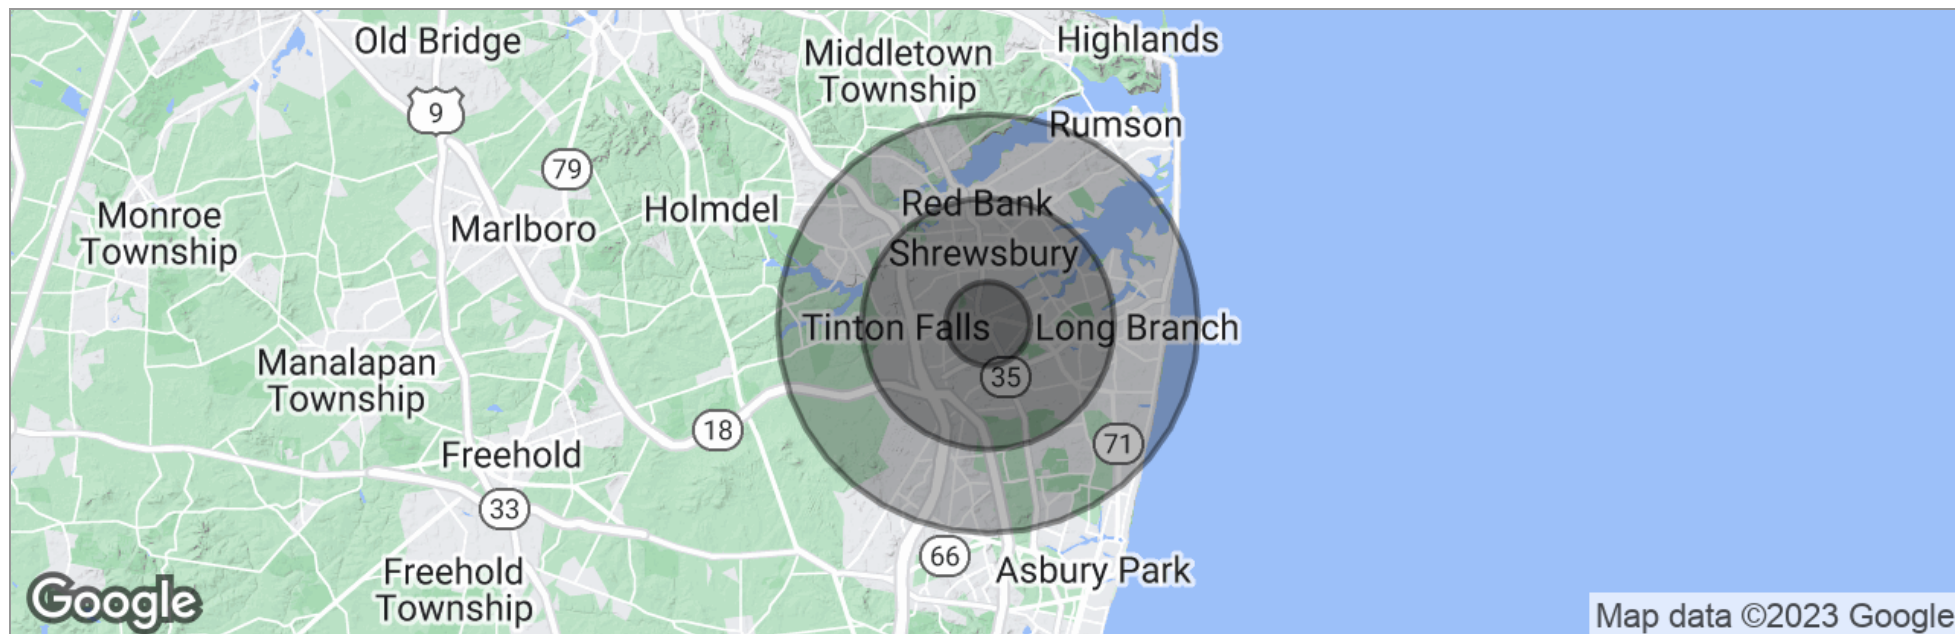 Old Bridge
Middletown
Township
Highlands
9
Rumson
79
Monroe
Township
Marlboro
Holmdel
Red Bank
Shrewsbury
Tinton Falls
Long Branch
Manalapan
Township
35
18
71
Freehold
33
66
Freehold
Township
Asbury Park
Google
Map data ©2023 Google